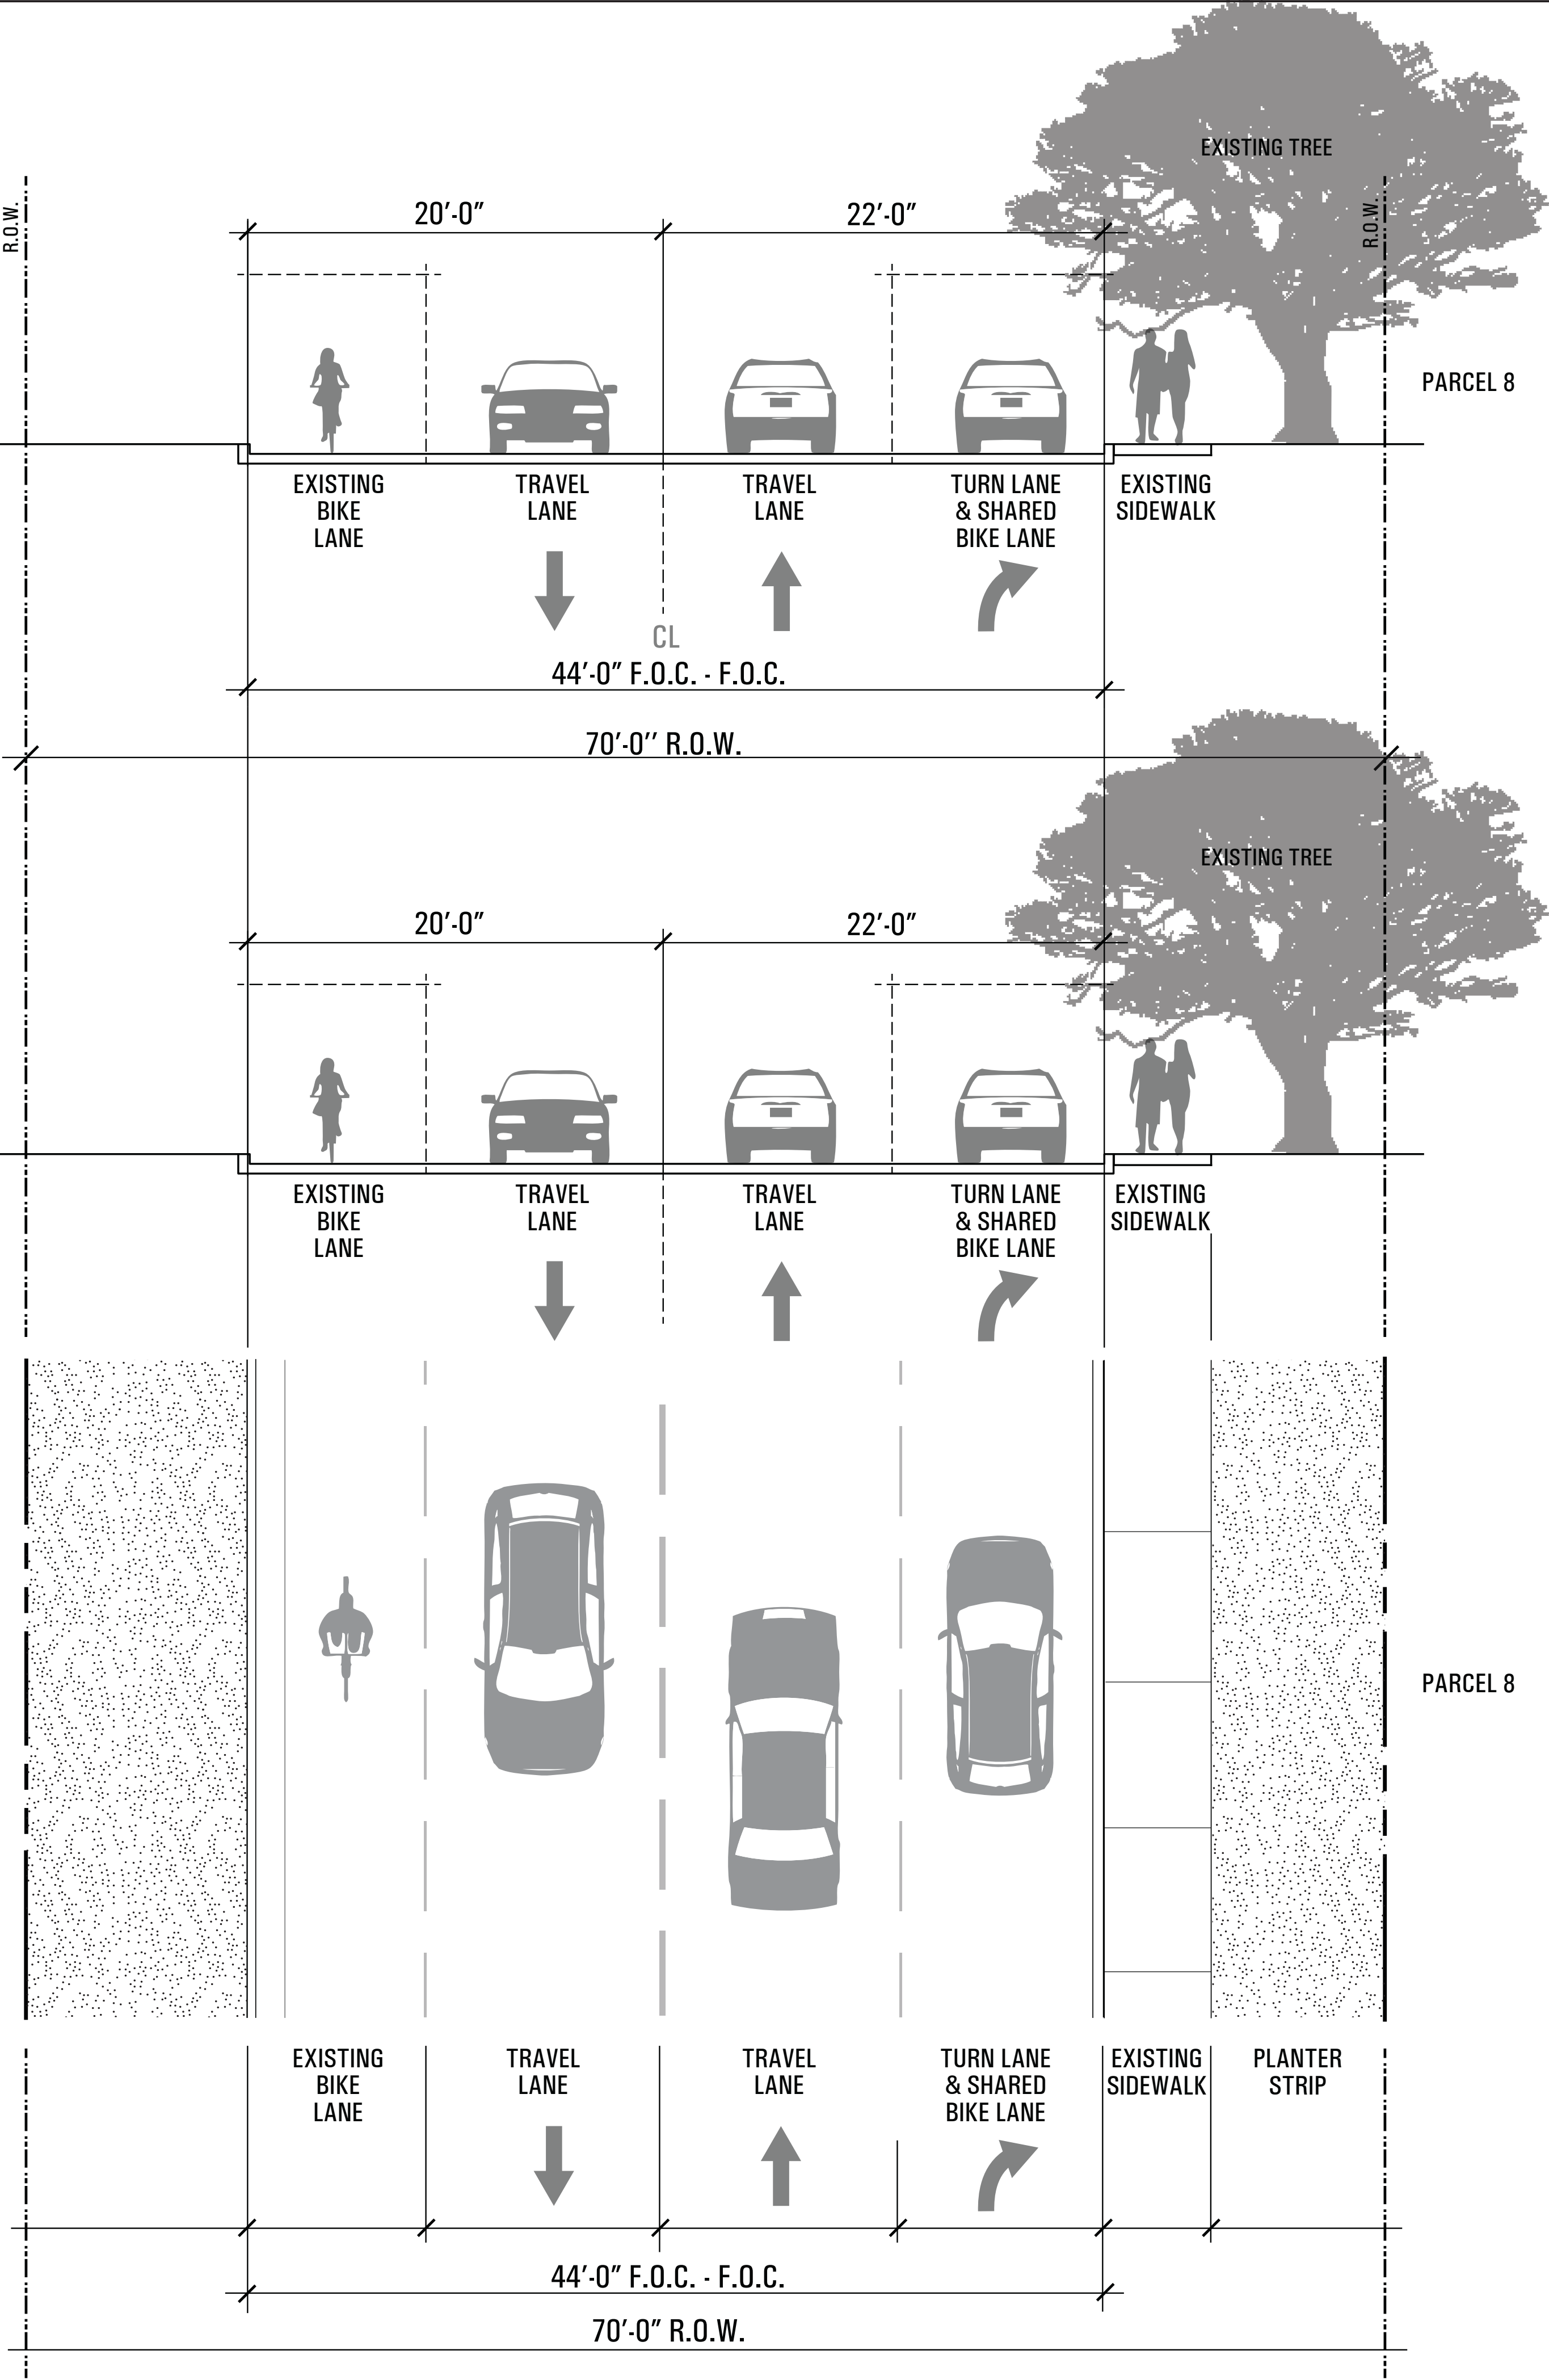 EXISTING TREE
R.O.W.
R.O.W.
20'-0"
22'-0"
PARCEL 8
EXISTING
BIKE
LANE
TRAVEL
LANE
TRAVEL
LANE
TURN LANE
& SHARED
BIKE LANE
EXISTING
SIDEWALK
CL
44'-0" F.O.C. - F.O.C.
70'-0'' R.O.W.
EXISTING TREE
20'-0"
22'-0"
EXISTING
BIKE
LANE
TRAVEL
LANE
TRAVEL
LANE
TURN LANE
& SHARED
BIKE LANE
EXISTING
SIDEWALK
PARCEL 8
EXISTING
BIKE
LANE
TRAVEL
LANE
TRAVEL
LANE
TURN LANE
& SHARED
BIKE LANE
EXISTING
SIDEWALK
PLANTER
STRIP
44'-0" F.O.C. - F.O.C.
70'-0" R.O.W.